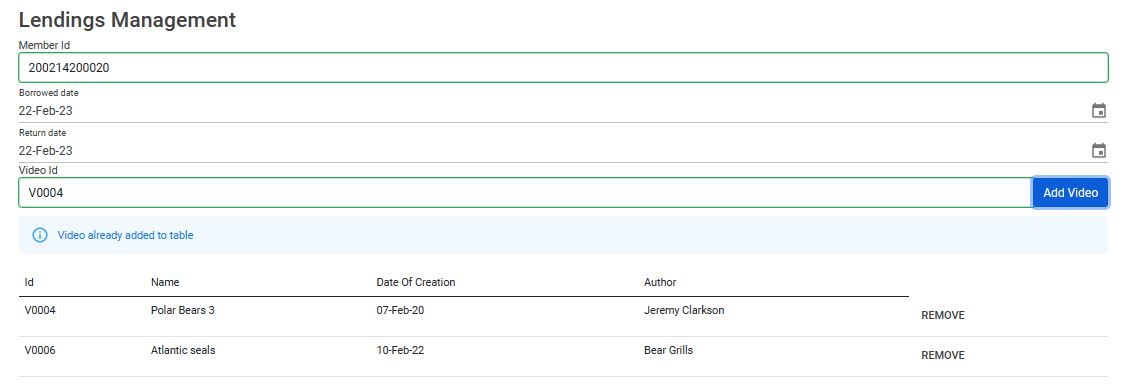 Lendings Management
Member Id
200214200020
Borrowed date
22-Feb-23
Return date
22-Feb-23
Video Id
V0004 Add Video
Video already added to table
Id Name Date Of Creation Author
V0004 Polar Bears 3 07-Feb-20 Jeremy Clarkson REMOVE
V0006 Atlantic seals 10-Feb-22 Bear Grills REMOVE